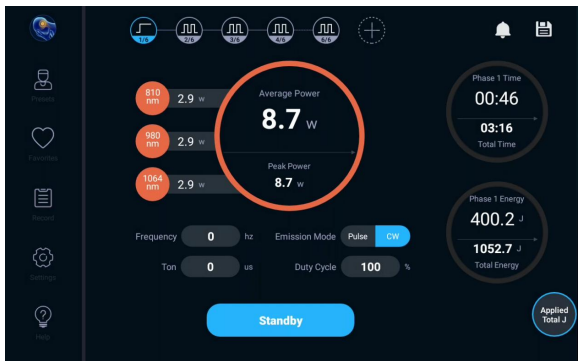 1/6
2/6
3/6
4/6
6/6
Protocols
Favorites
Record
Settings
Help
810
nm
2.9 w
980
nm
2.9 w
1064
nm
2.9 w
Average Power
8.7 w
Peak Power
8.7 w
Phase 1 Time
00:46
03:16
Total Time
Phase 1 Energy
400.2 J
1052.7 J
Total Energy
Frequency 0 hz
Emission Mode Pulse CW
Ton 0 us
Duty Cycle 100 %
Standby
Applied
Total J